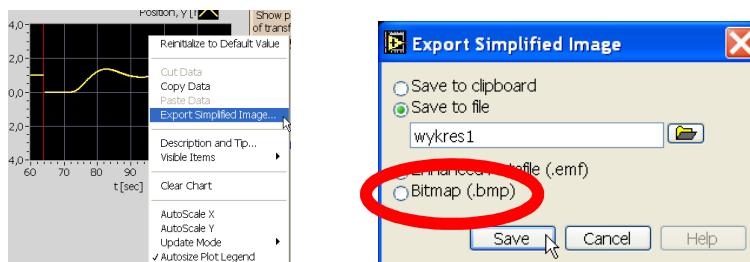 Position, y [
4,0
2,0
0,0
2,0
4,0
60 70 80 90
t [sec]
Show p
of transf
Reinitialize to Default Value
Cut Data
Copy Data
Paste Data
Export Simplified Image...
Description and Tip...
Visible Items
Clear Chart
AutoScale X
AutoScale Y
Update Mode
✓ Autosize Plot Legend
Export Simplified Image
Save to clipboard
Save to file
wykres1
Enhanced Metafile (.emf)
Bitmap (.bmp)
Save Cancel Help